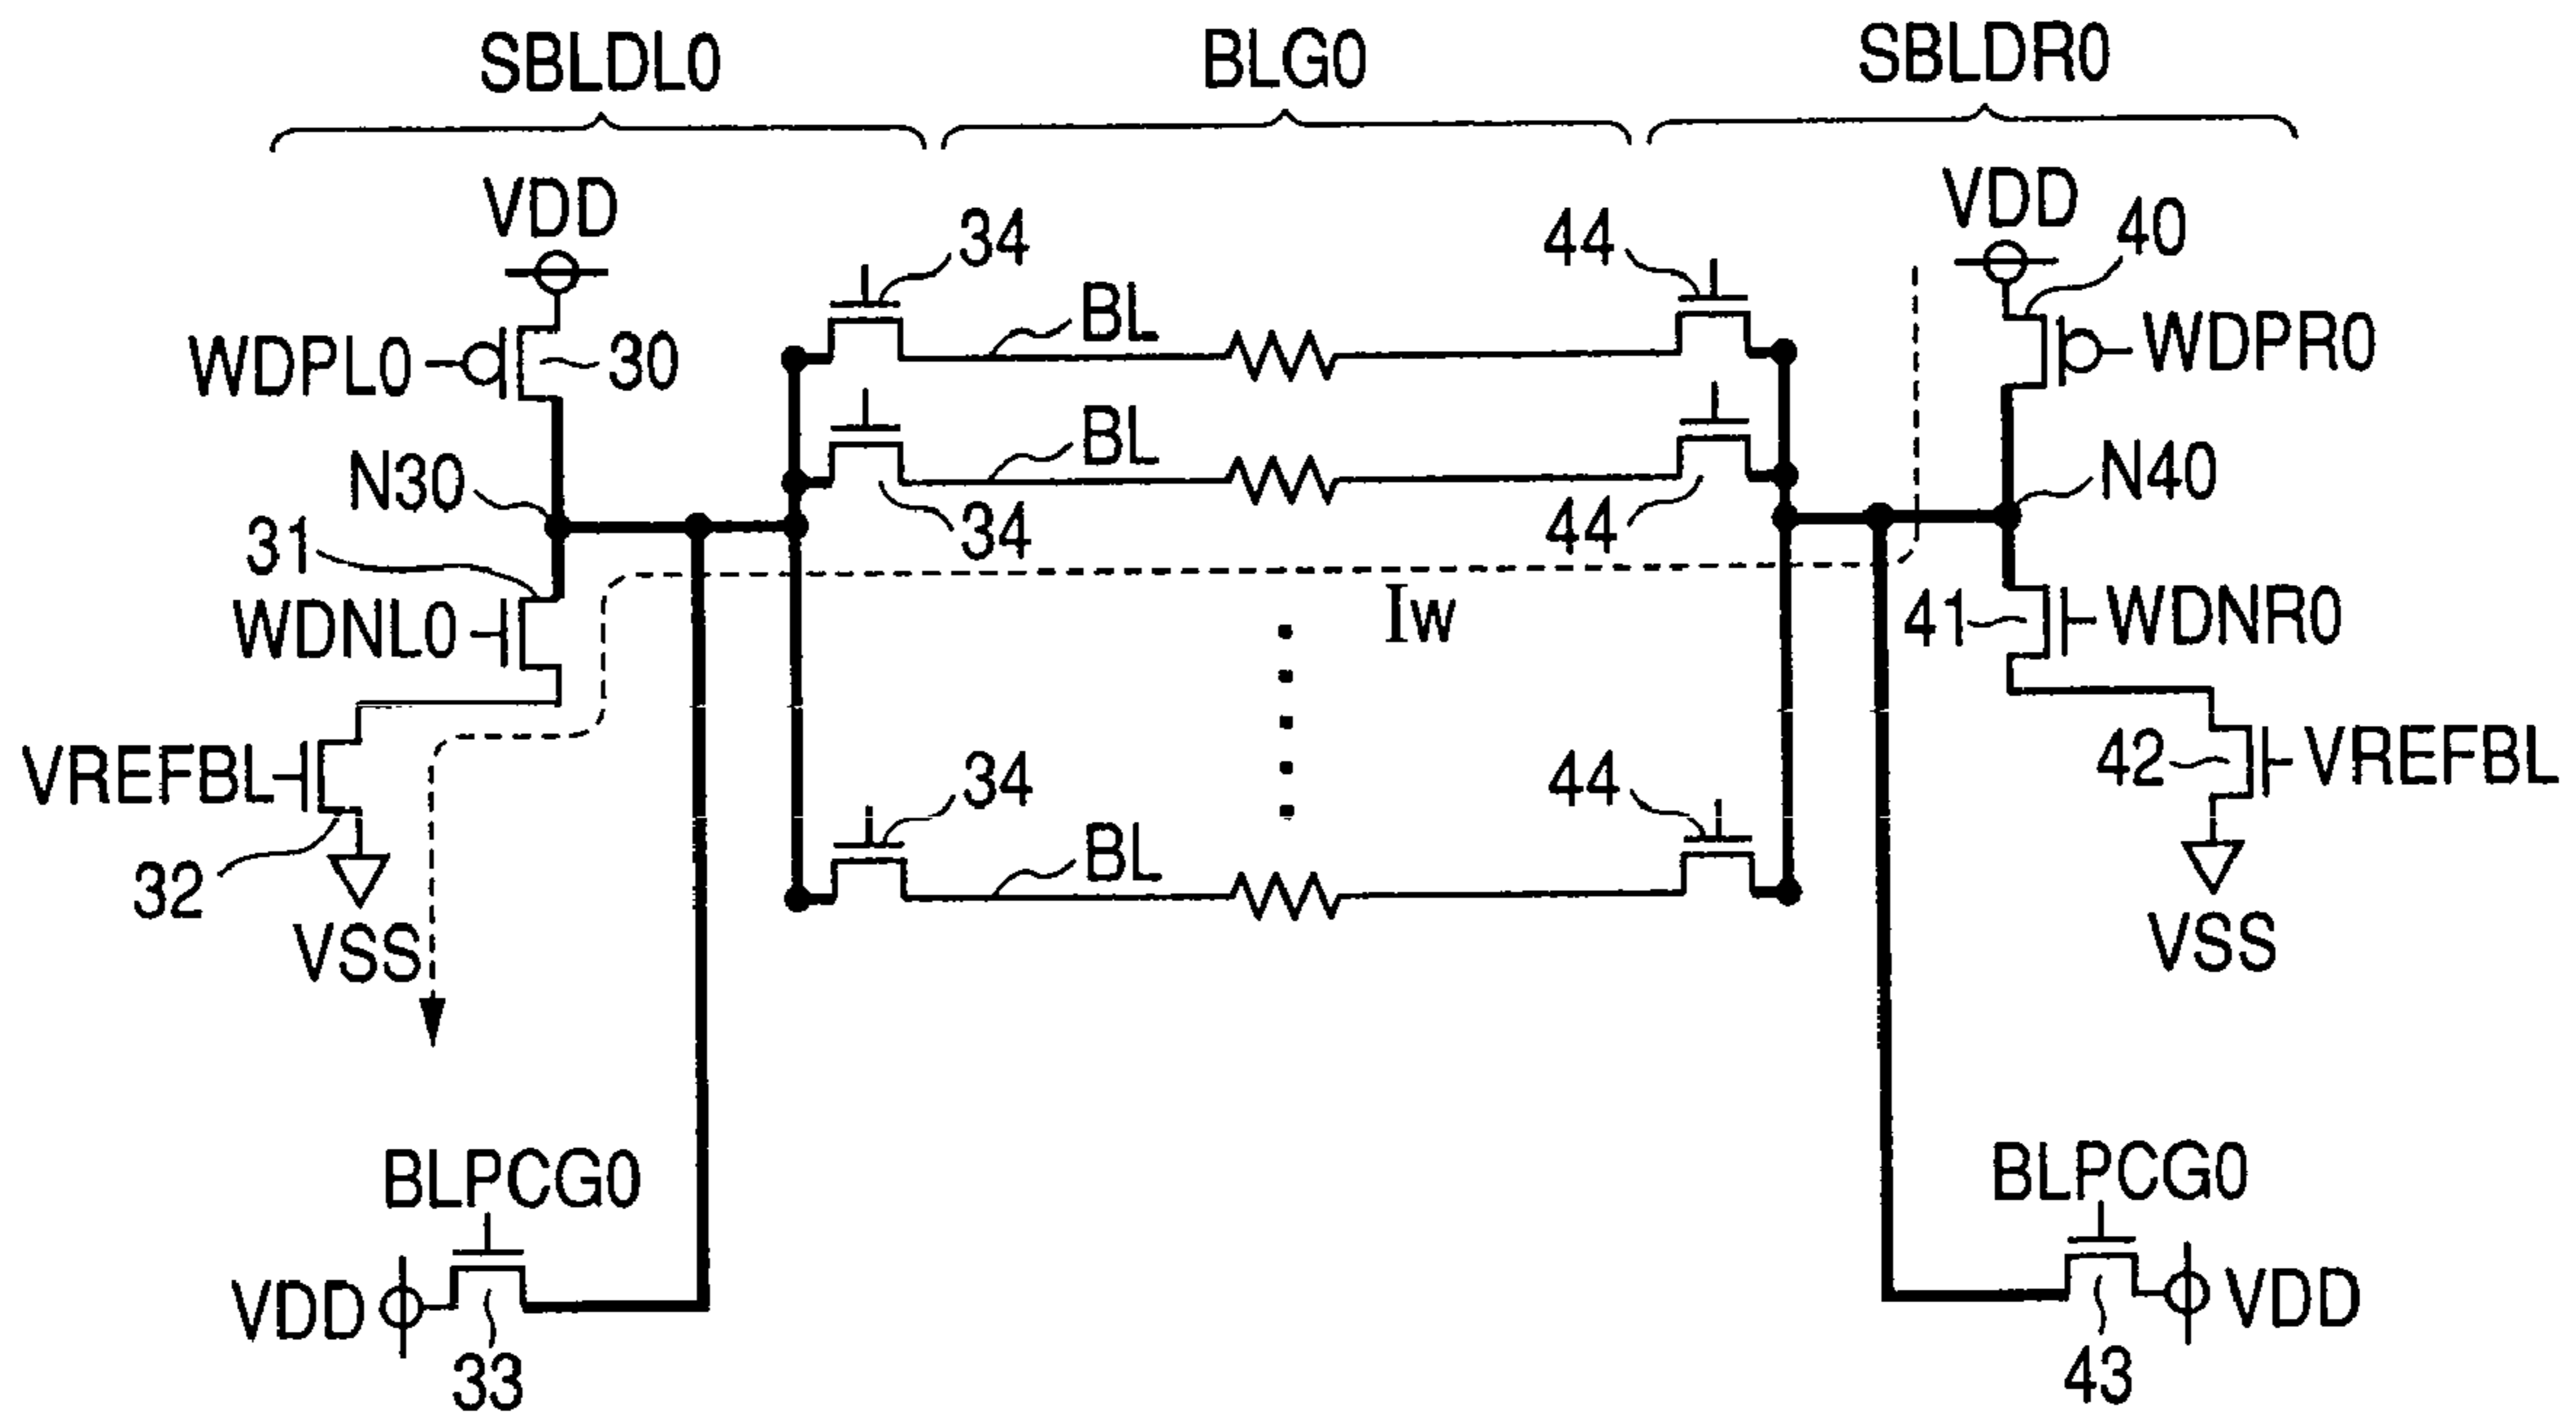 SBLDL0 BLG0 SBLDR0
VDD VDD
34 44 40
BL
WDPL0 30 WDPR0
BL
N30 N40
31 34 44
WDNL0 Iw 41 WDNR0
VREFBL 34 44 42 VREFBL
BL
32
VSS VSS
BLPCG0 BLPCG0
VDD VDD
33 43